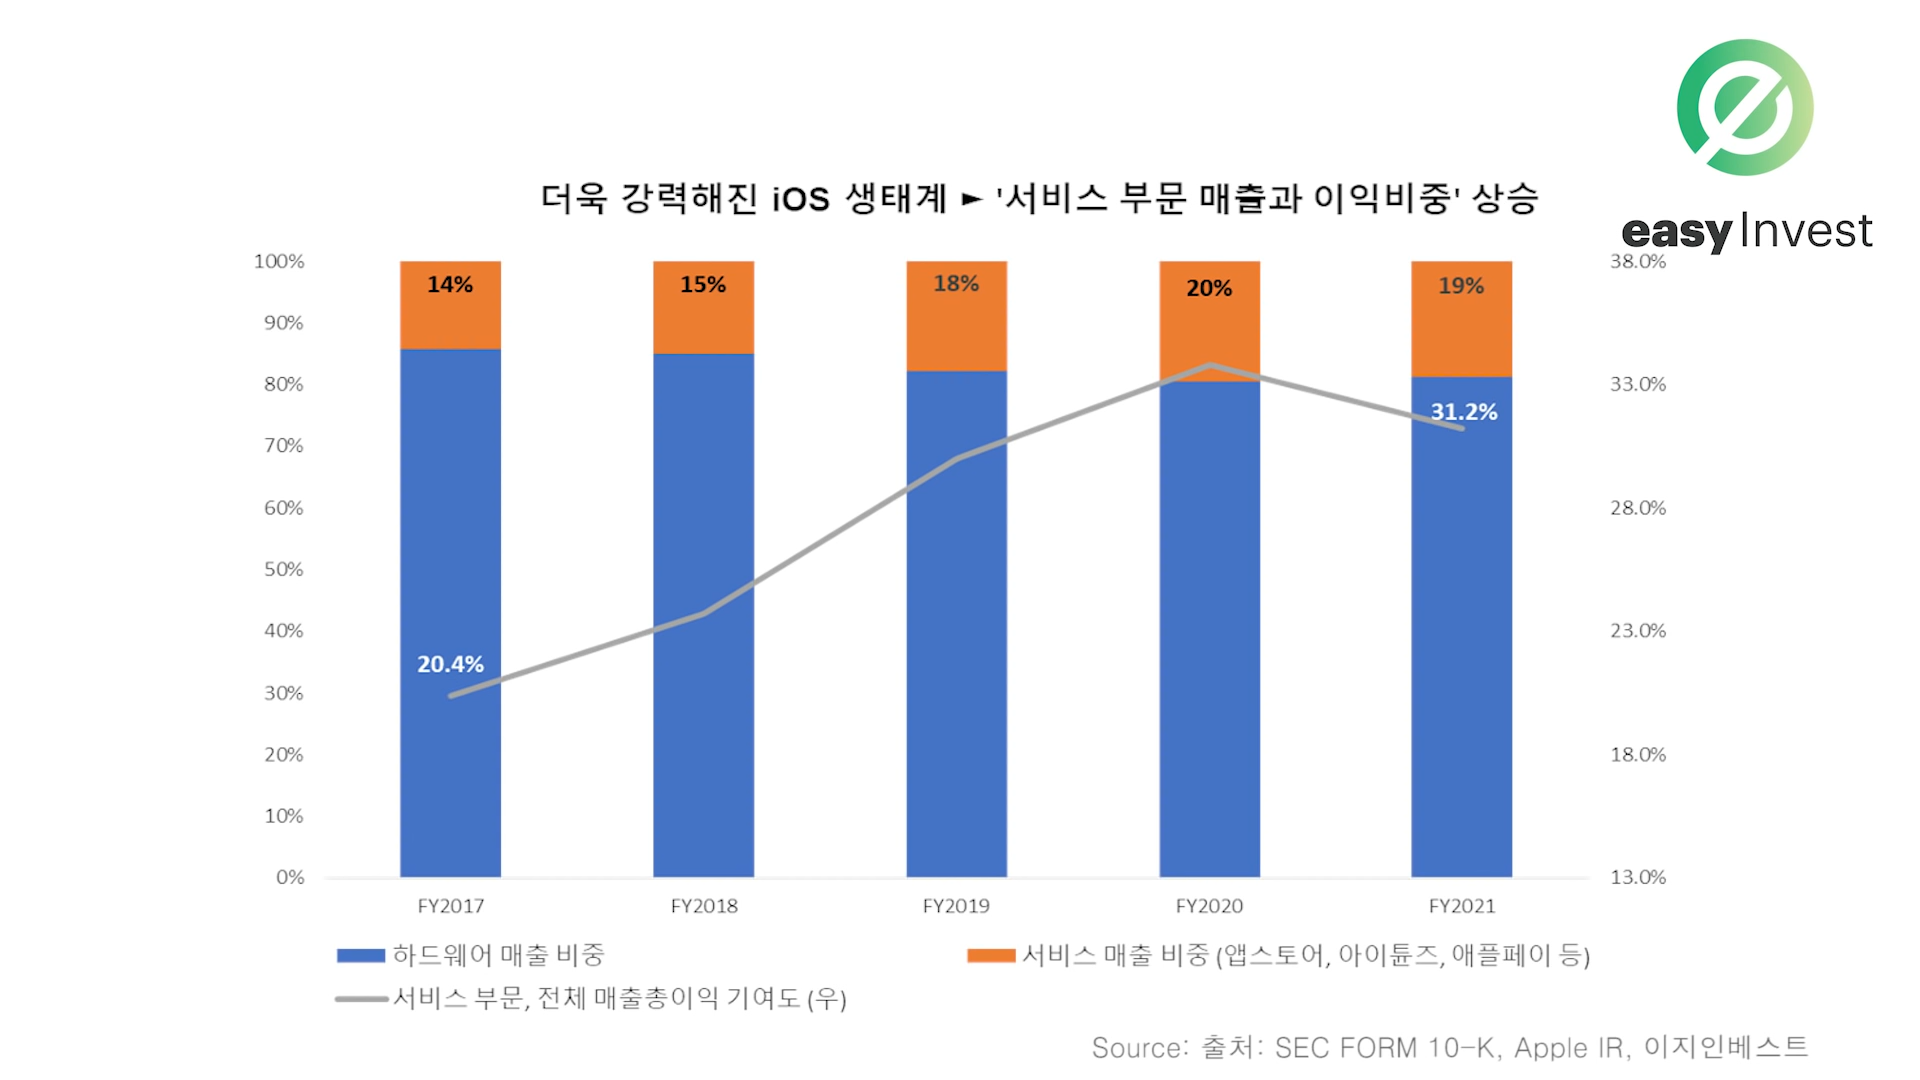 easyInvest
더욱 강력해진 iOS 생태계 ► '서비스 부문 매출과 이익비중' 상승
100%
90%
80%
70%
60%
50%
40%
30%
20%
10%
0%
14%
15%
18%
20%
19%
20.4%
31.2%
38.0%
33.0%
28.0%
23.0%
18.0%
13.0%
FY2017
FY2018
FY2019
FY2020
FY2021
하드웨어 매출 비중
서비스 매출 비중 (앱스토어, 아이튠즈, 애플페이 등)
서비스 부문, 전체 매출총이익 기여도 (우)
Source: 출처: SEC FORM 10-K, Apple IR, 이지인베스트